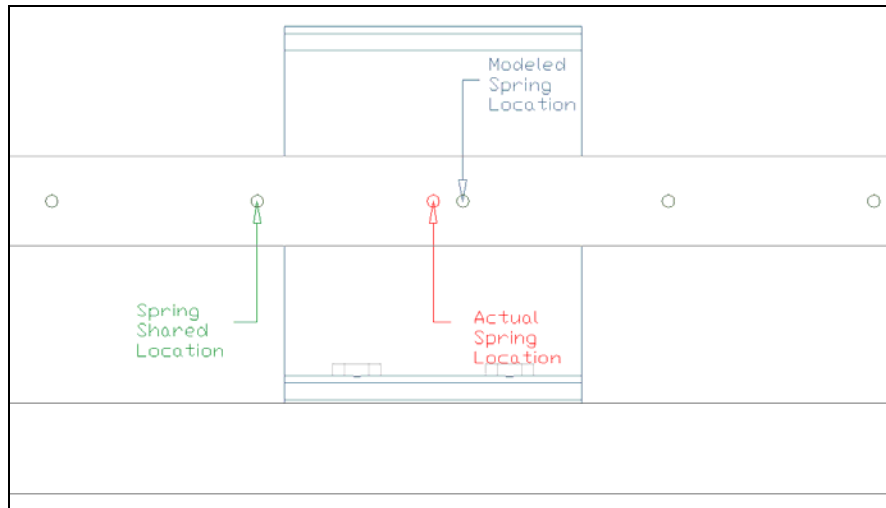 Modeled
Spring
Location
Spring
Shared
Location
Actual
Spring
Location